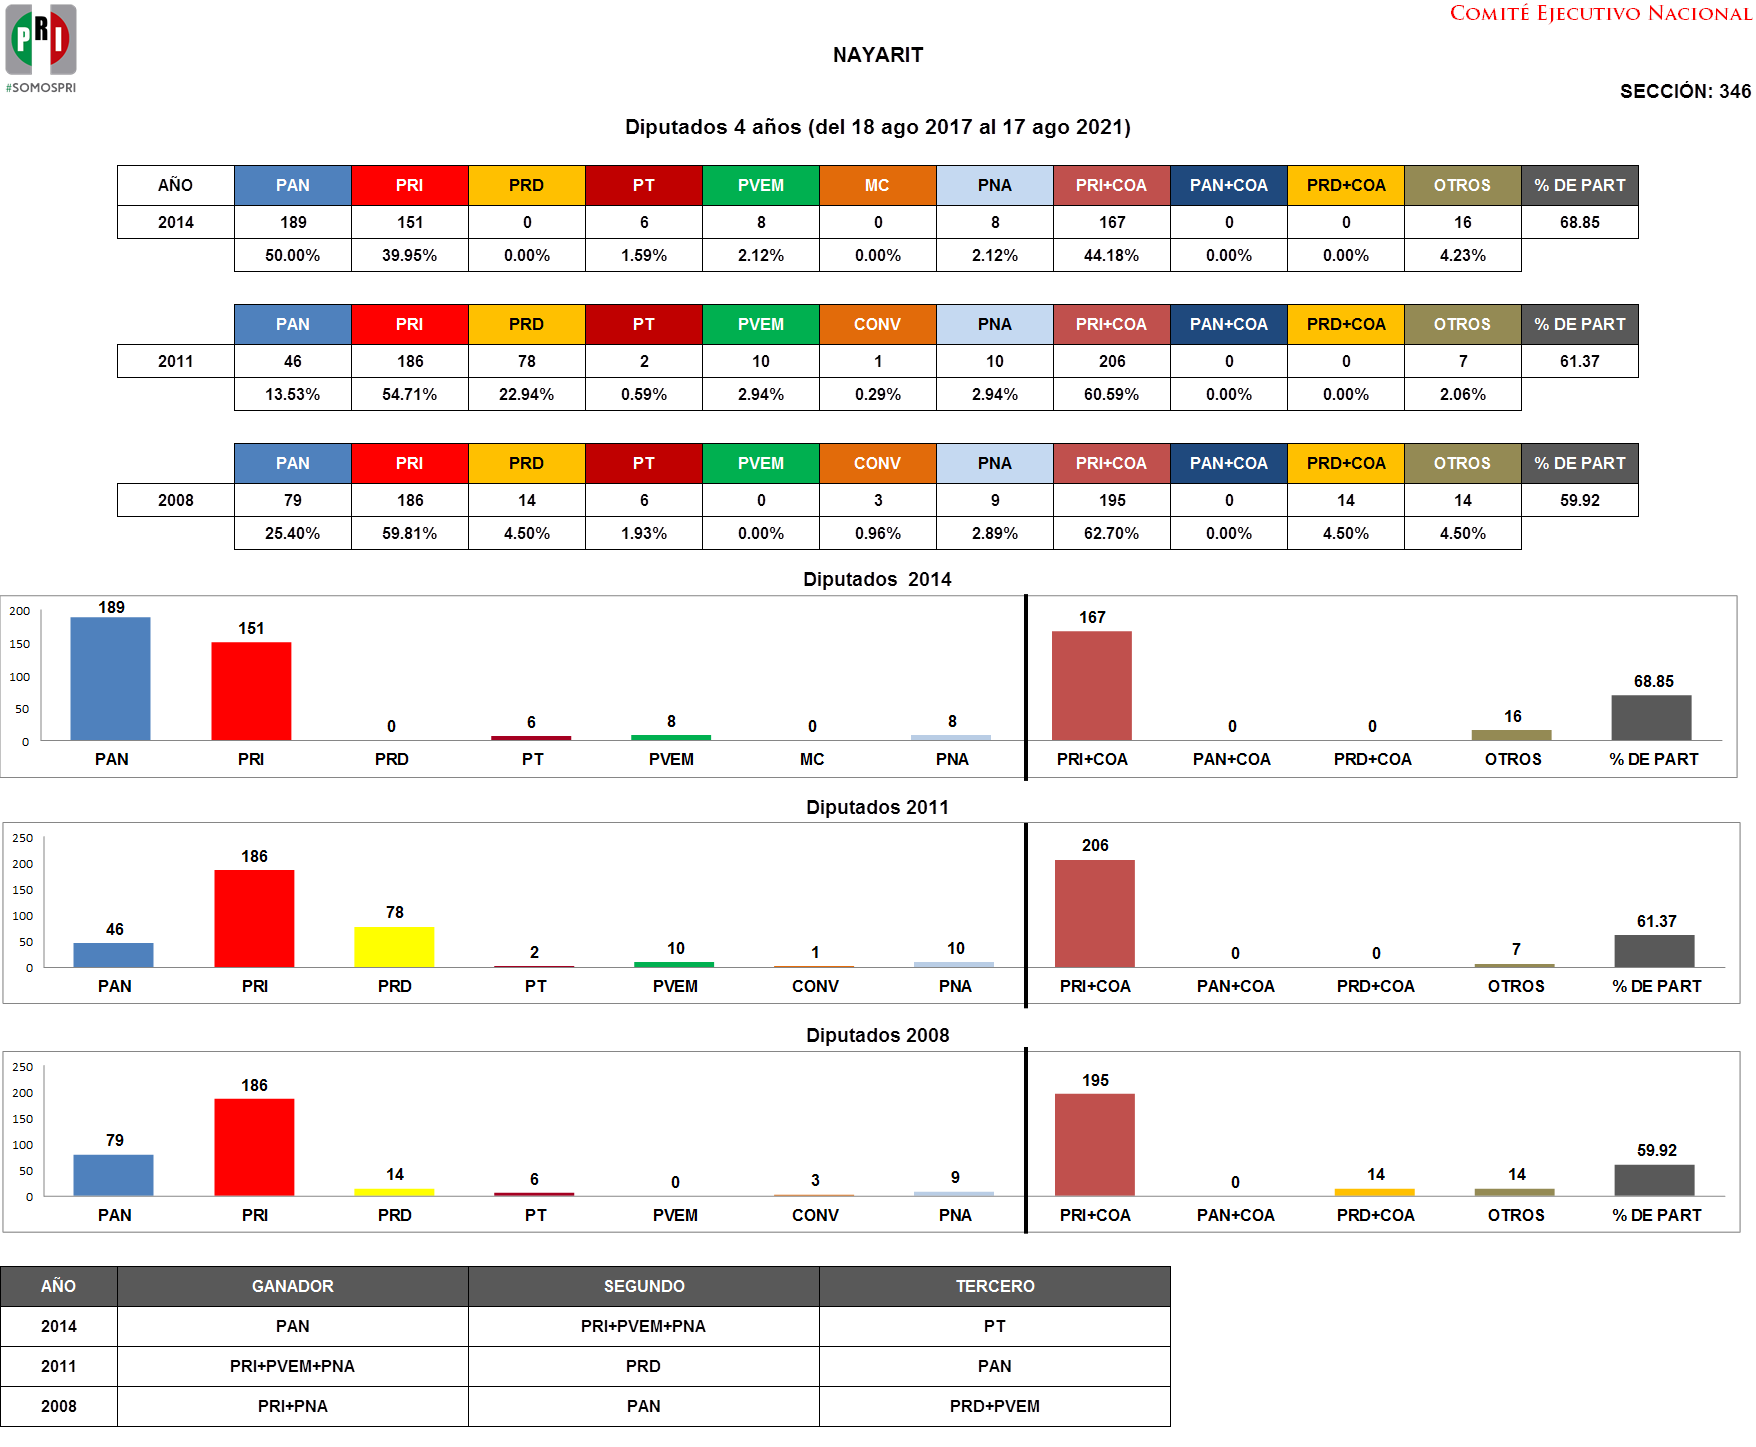 PRI
#SOMOSPRI
COMITÉ EJECUTIVO NACIONAL
NAYARIT
SECCIÓN: 346
Diputados 4 años (del 18 ago 2017 al 17 ago 2021)
AÑO PAN PRI PRD PT PVEM MC PNA PRI+COA PAN+COA PRD+COA OTROS % DE PART
2014 189 151 0 6 8 0 8 167 0 0 16 68.85
50.00% 39.95% 0.00% 1.59% 2.12% 0.00% 2.12% 44.18% 0.00% 0.00% 4.23%
PAN PRI PRD PT PVEM CONV PNA PRI+COA PAN+COA PRD+COA OTROS % DE PART
2011 46 186 78 2 10 1 10 206 0 0 7 61.37
13.53% 54.71% 22.94% 0.59% 2.94% 0.29% 2.94% 60.59% 0.00% 0.00% 2.06%
PAN PRI PRD PT PVEM CONV PNA PRI+COA PAN+COA PRD+COA OTROS % DE PART
2008 79 186 14 6 0 3 9 195 0 14 14 59.92
25.40% 59.81% 4.50% 1.93% 0.00% 0.96% 2.89% 62.70% 0.00% 4.50% 4.50%
Diputados 2014
200
150
100
50
0
189 151 0 6 8 0 8 167 0 0 16 68.85
PAN PRI PRD PT PVEM MC PNA PRI+COA PAN+COA PRD+COA OTROS % DE PART
Diputados 2011
250
200
150
100
50
0
46 186 78 2 10 1 10 206 0 0 7 61.37
PAN PRI PRD PT PVEM CONV PNA PRI+COA PAN+COA PRD+COA OTROS % DE PART
Diputados 2008
250
200
150
100
50
0
79 186 14 6 0 3 9 195 0 14 14 59.92
PAN PRI PRD PT PVEM CONV PNA PRI+COA PAN+COA PRD+COA OTROS % DE PART
AÑO GANADOR SEGUNDO TERCERO
2014 PAN PRI+PVEM+PNA PT
2011 PRI+PVEM+PNA PRD PAN
2008 PRI+PNA PAN PRD+PVEM